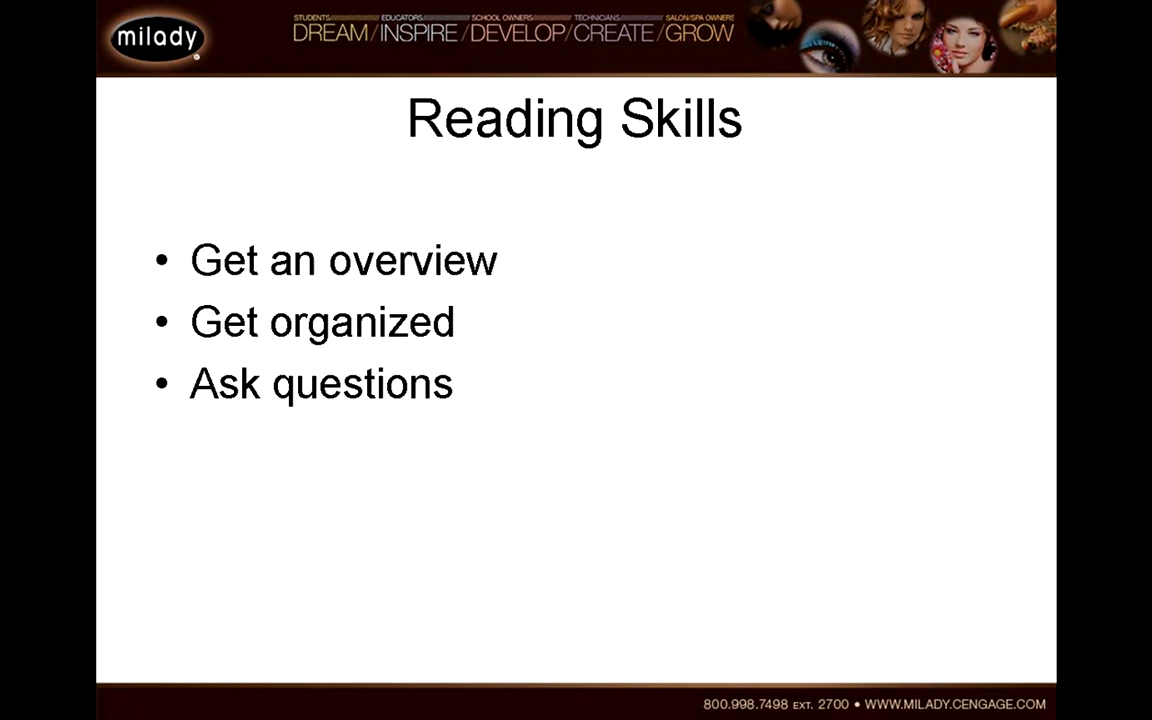 milady
STUDENTS////////////EDUCATORS////////////SCHOOL OWNERS//////////TECHNICIANS//////////SALON/SPA OWNERS
DREAM/INSPIRE/DEVELOP/CREATE/GROW
Reading Skills
• Get an overview
• Get organized
• Ask questions
800.998.7498 EXT. 2700 • WWW.MILADY.CENGAGE.COM